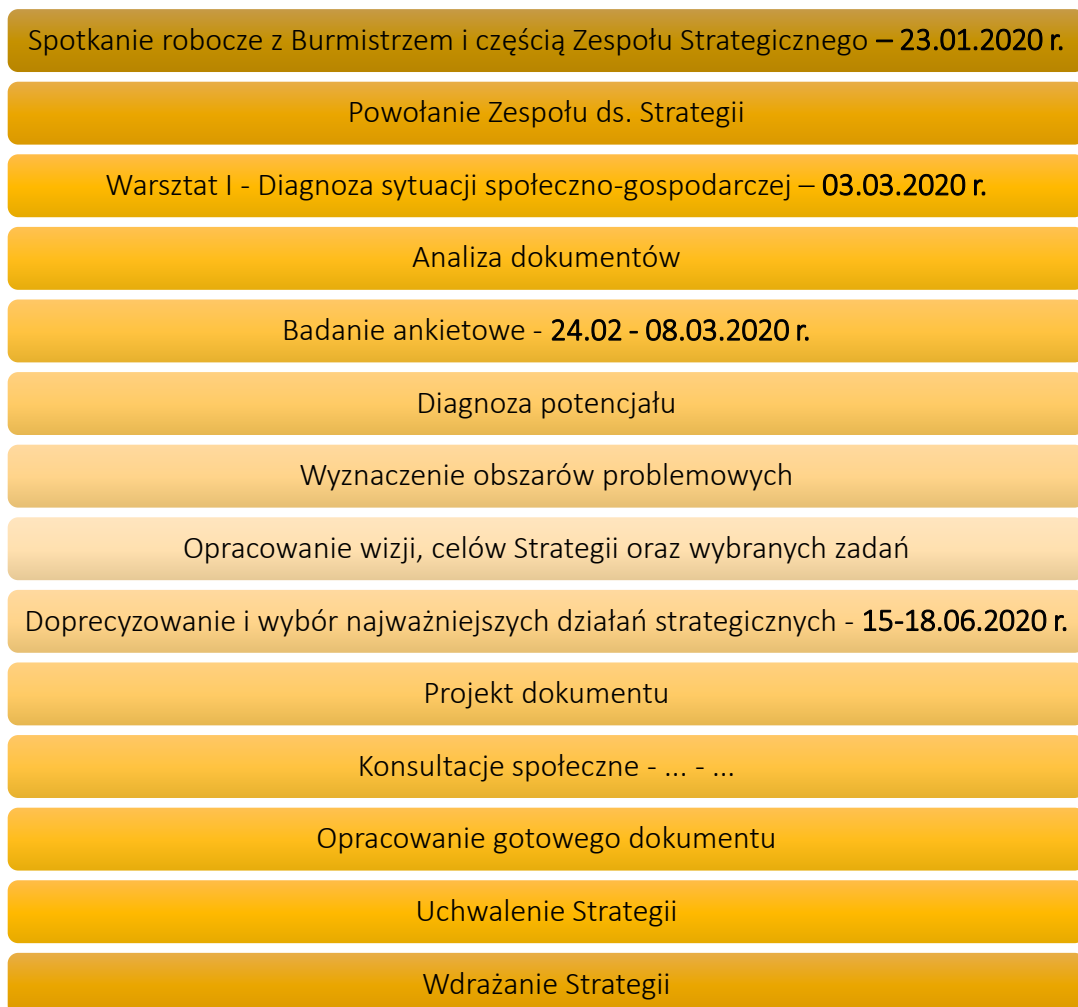 Spotkanie robocze z Burmistrzem i częścią Zespołu Strategicznego – 23.01.2020 r.
Powołanie Zespołu ds. Strategii
Warsztat I - Diagnoza sytuacji społeczno-gospodarczej – 03.03.2020 r.
Analiza dokumentów
Badanie ankietowe - 24.02 - 08.03.2020 r.
Diagnoza potencjału
Wyznaczenie obszarów problemowych
Opracowanie wizji, celów Strategii oraz wybranych zadań
Doprecyzowanie i wybór najważniejszych działań strategicznych - 15-18.06.2020 r.
Projekt dokumentu
Konsultacje społeczne - ... - ...
Opracowanie gotowego dokumentu
Uchwalenie Strategii
Wdrażanie Strategii